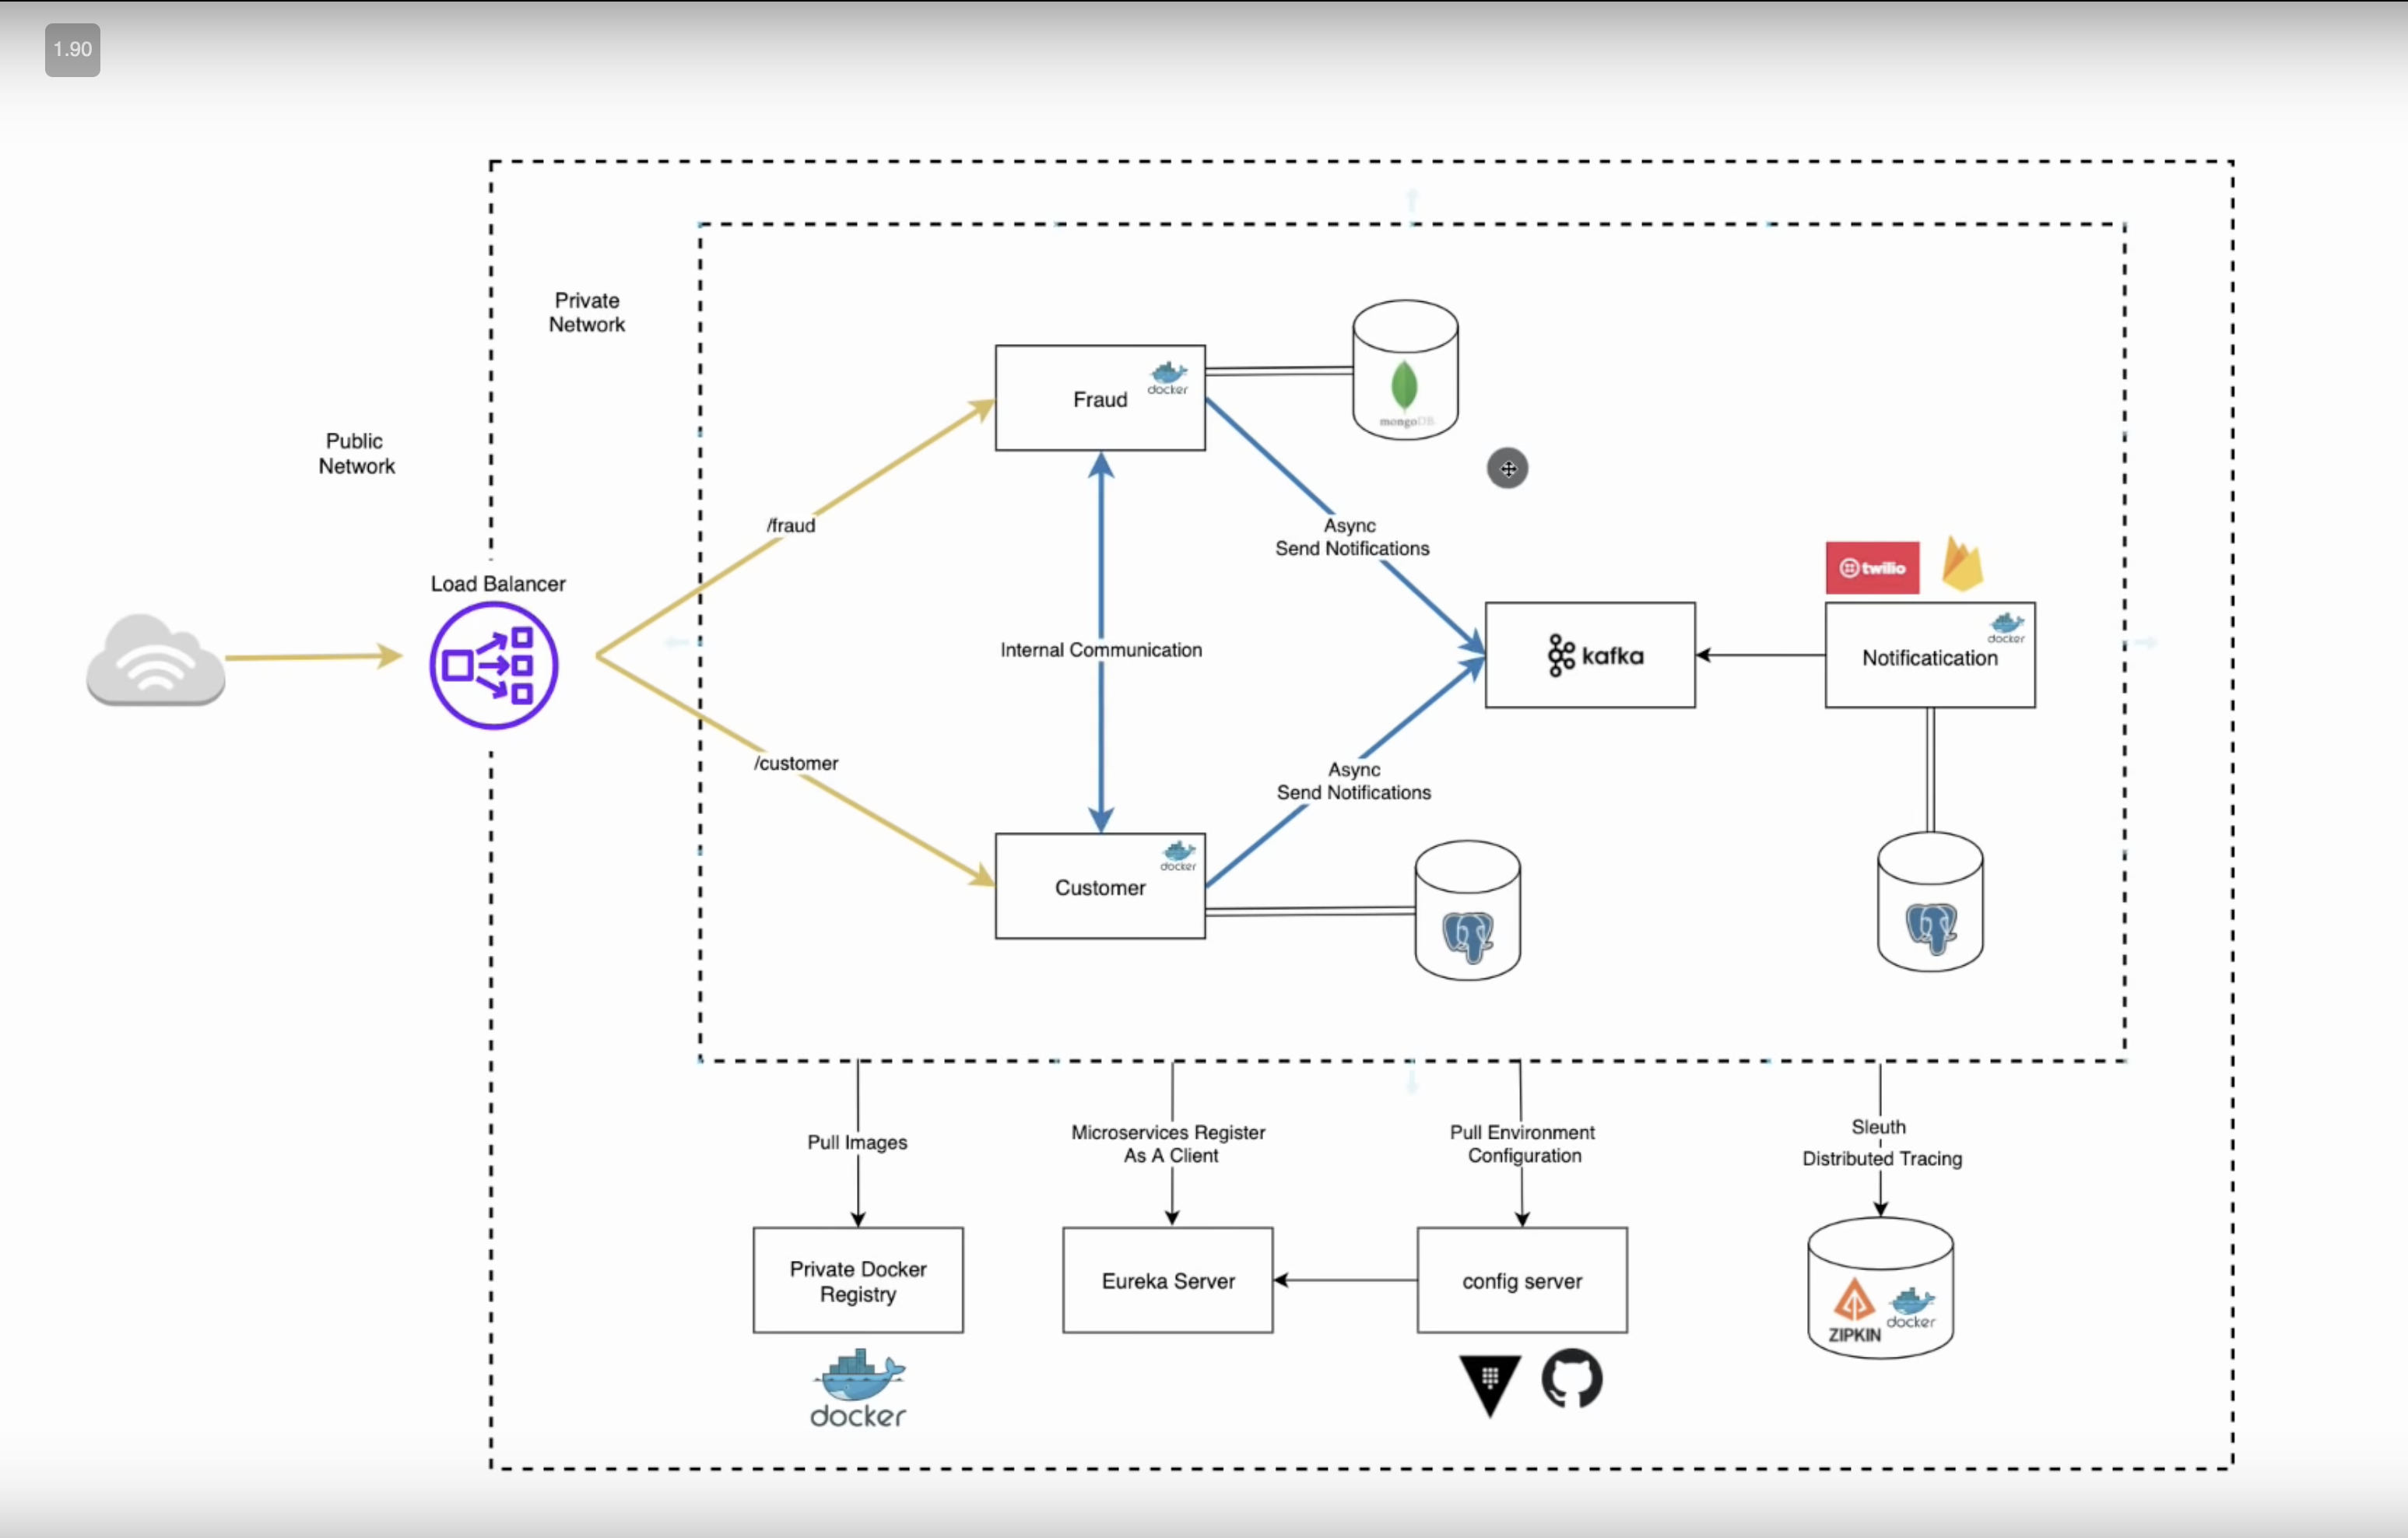 1.90
Private
Network
Public
Network
Fraud
docker
mongoDB
/fraud
Async
Send Notifications
twilio
Load Balancer
Internal Communication
kafka
docker
Notificatication
/customer
Async
Send Notifications
docker
Customer
Pull Images
Microservices Register
As A Client
Pull Environment
Configuration
Sleuth
Distributed Tracing
Private Docker
Registry
Eureka Server
config server
ZIPKIN
docker
docker